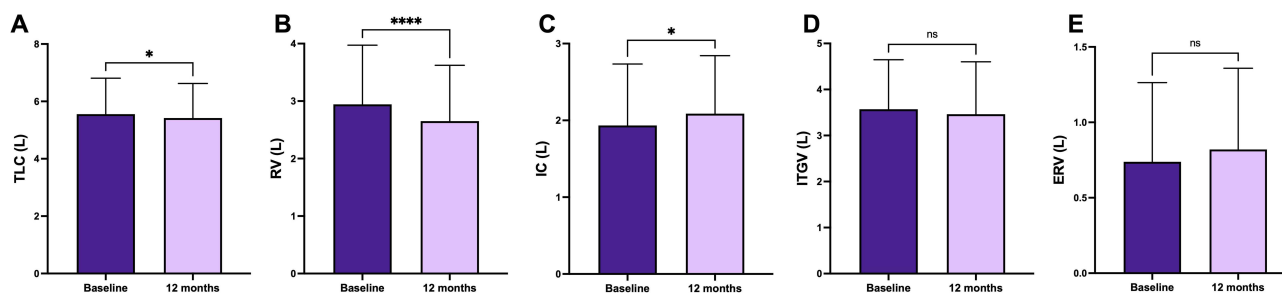 A
TLC (L)
8
6
4
2
0
*
Baseline
12 months
B
RV (L)
4
3
2
1
0
****
Baseline
12 months
C
IC (L)
3
2
1
0
*
Baseline
12 months
D
ITGV (L)
5
4
3
2
1
0
ns
Baseline
12 months
E
ERV (L)
1.5
1.0
0.5
0.0
ns
Baseline
12 months